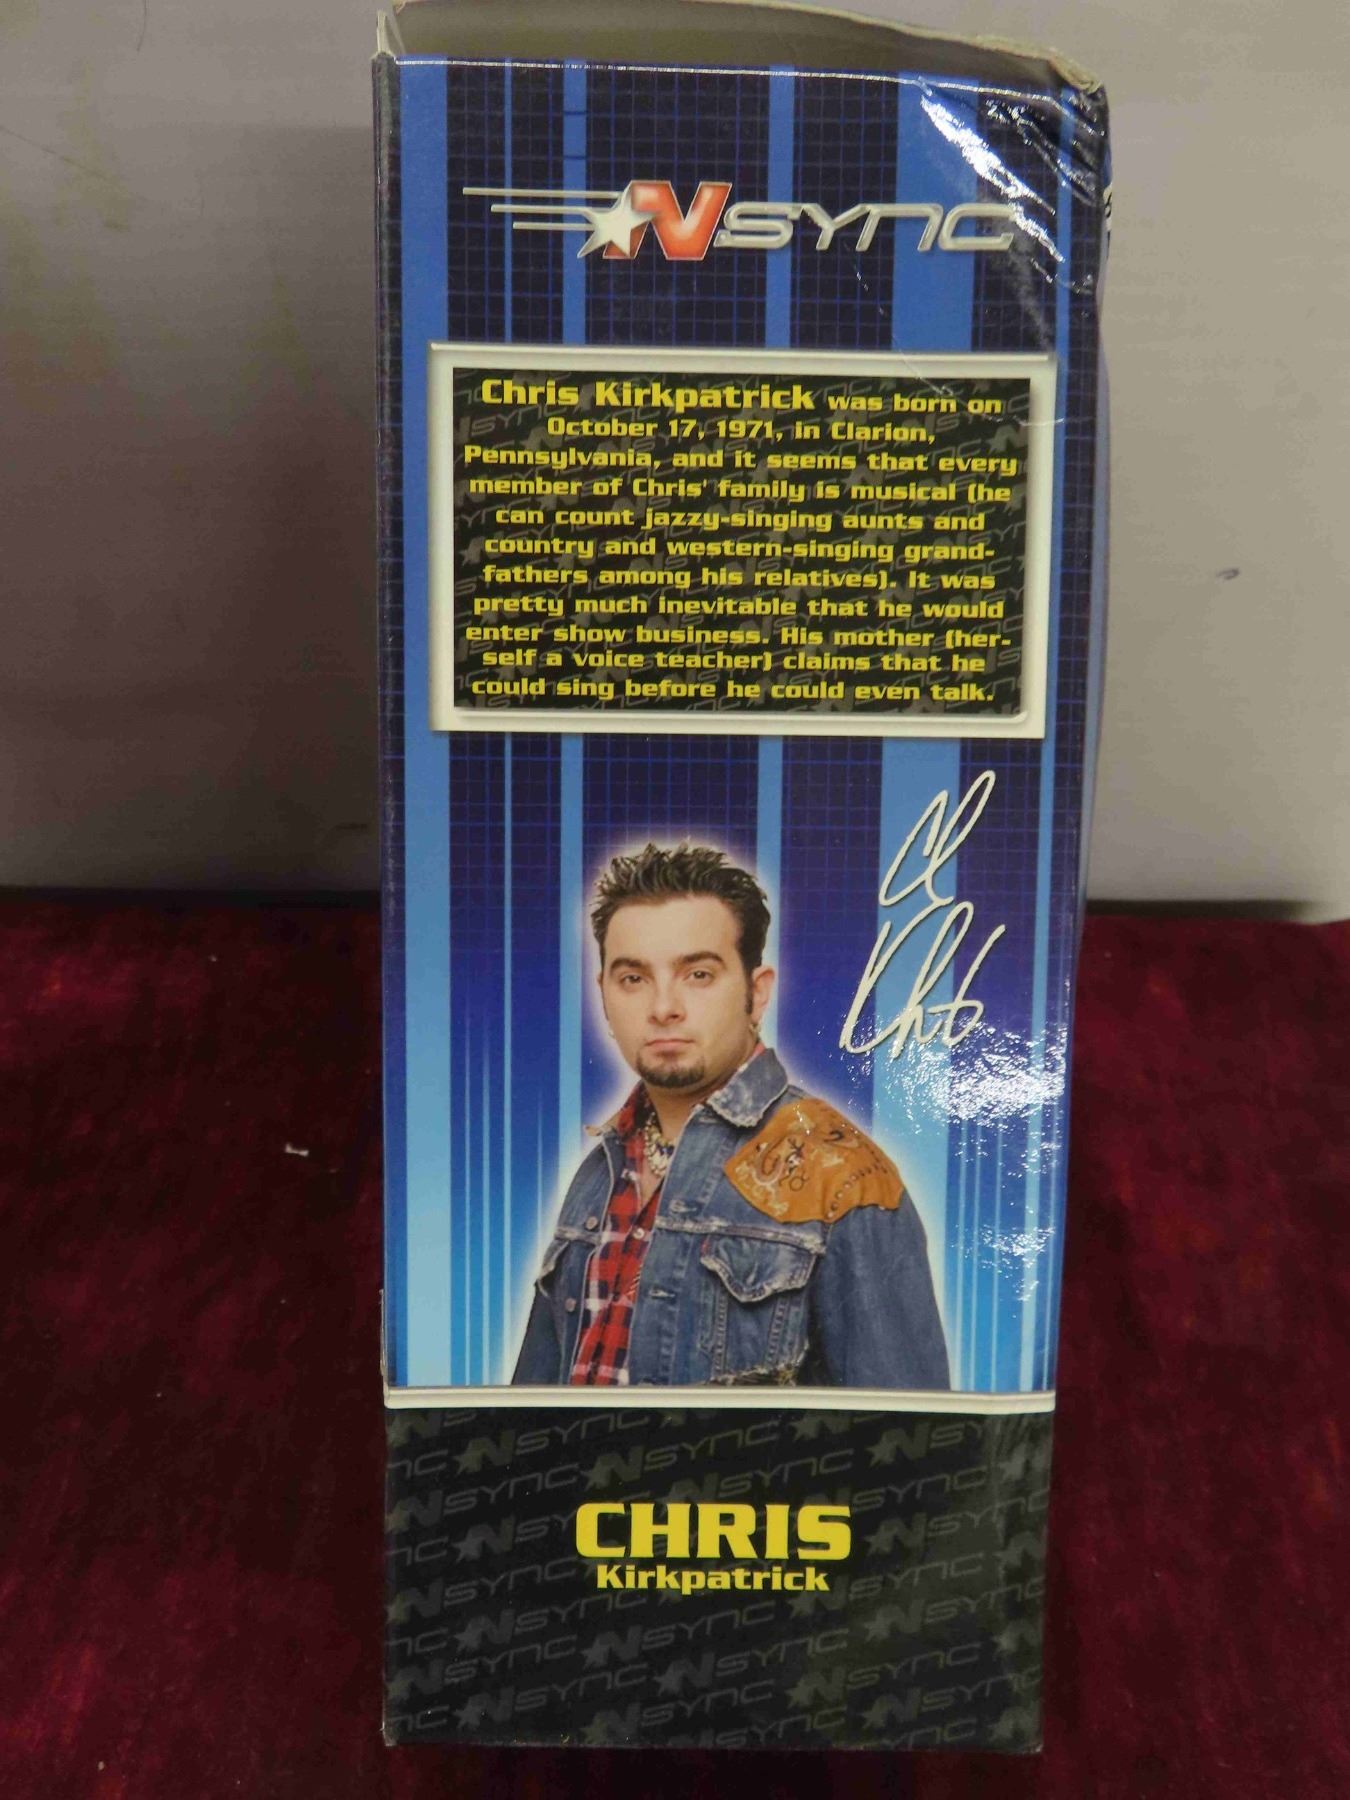 NSYNC
Chris Kirkpatrick was born on
October 17, 1971, in Clarion,
Pennsylvania, and it seems that every
member of Chris' family is musical (he
can count jazzy-singing aunts and
country and western-singing grand-
fathers among his relatives). It was
pretty much inevitable that he would
enter show business. His mother (her-
self a voice teacher) claims that he
could sing before he could even talk.
CHRIS
Kirkpatrick